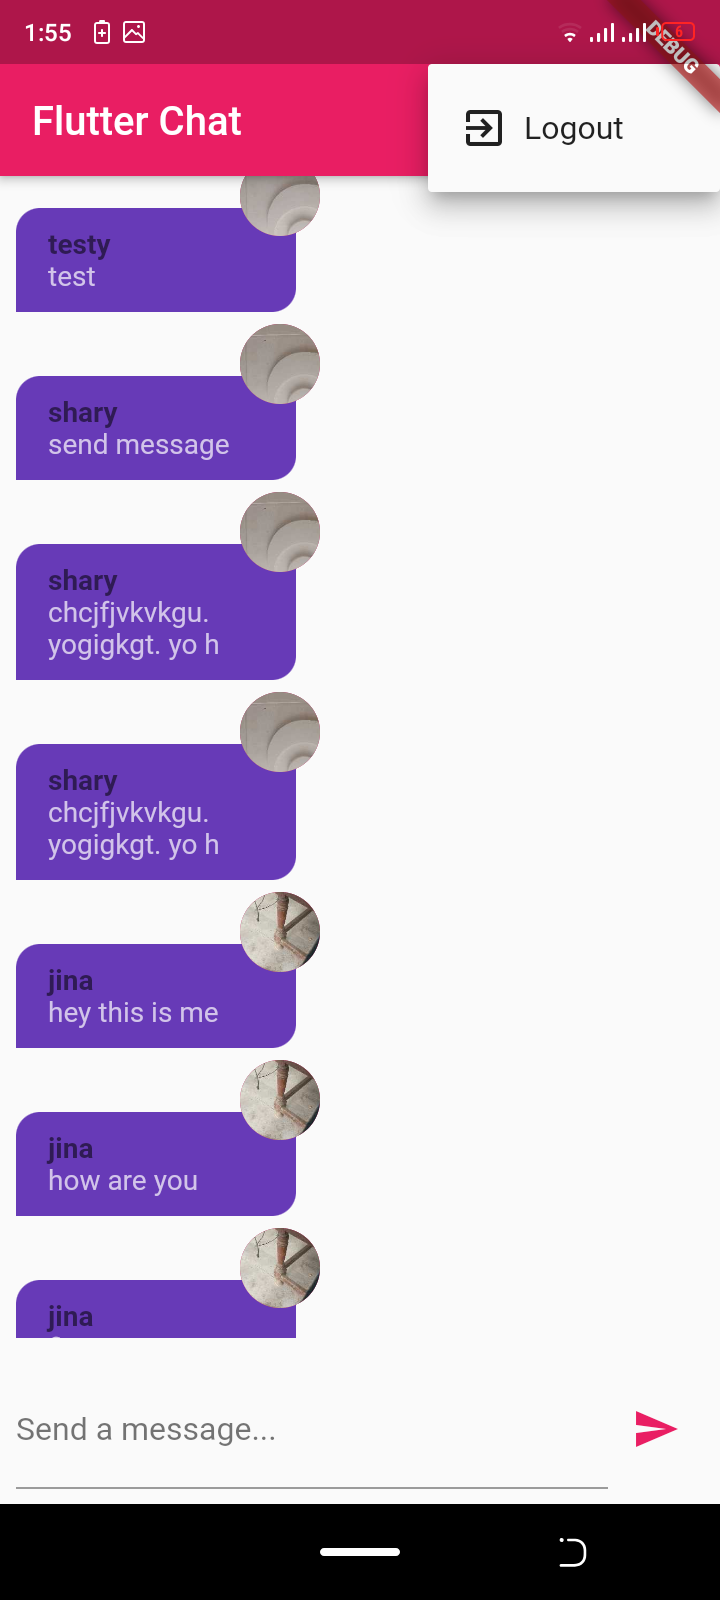 1:55
6
DEBUG
Flutter Chat
Logout
testy
test
shary
send message
shary
chcjfjvkvkgu.
yogigkgt. yo h
shary
chcjfjvkvkgu.
yogigkgt. yo h
jina
hey this is me
jina
how are you
jina
Send a message...